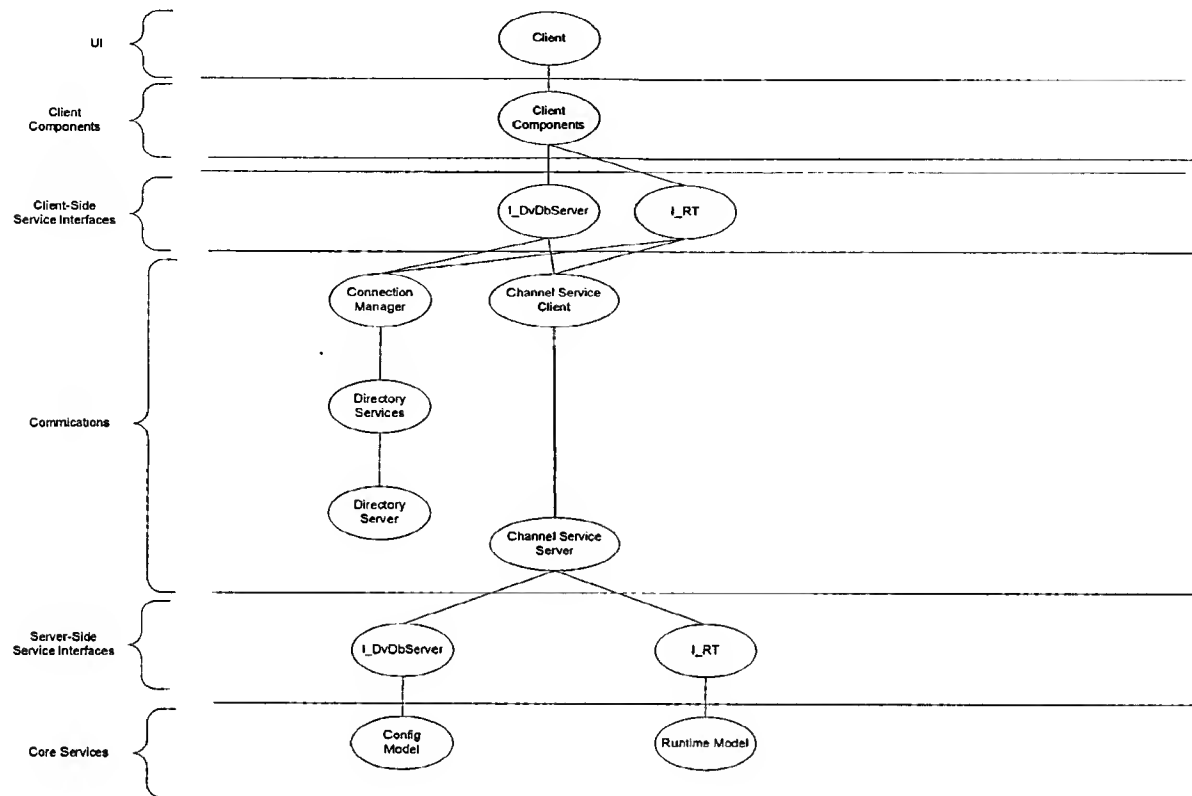 UI
Client
Client
Components
Client
Components
Client-Side
Service Interfaces
I_DvDbServer
I_RT
Connection
Manager
Channel Service
Client
Directory
Services
Commications
Directory
Server
Channel Service
Server
Server-Side
Service Interfaces
I_DvDbServer
I_RT
Core Services
Config
Model
Runtime Model